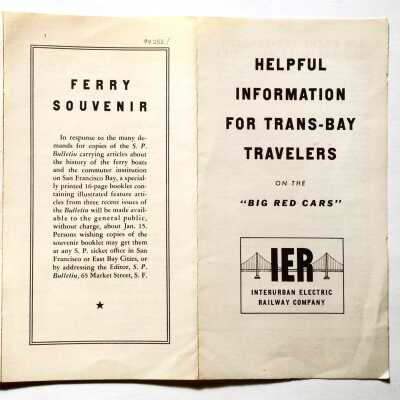 FERRY
SOUVENIR
In response to the many de-
mands for copies of the S. P.
Bulletin carrying articles about
the history of the ferry boats
and the commuter institution
on San Francisco Bay, a special-
ly printed 16-page booklet con-
taining illustrated feature arti-
cles from three recent issues of
the Bulletin will be made avail-
able to the general public,
without charge, about Jan. 15.
Persons wishing copies of the
souvenir booklet may get them
at any S. P. ticket office in San
Francisco or East Bay Cities, or
by addressing the Editor, S. P.
Bulletin, 65 Market Street, S. F.
HELPFUL
INFORMATION
FOR TRANS-BAY
TRAVELERS
ON THE
"BIG RED CARS"
IER
INTERURBAN ELECTRIC
RAILWAY COMPANY